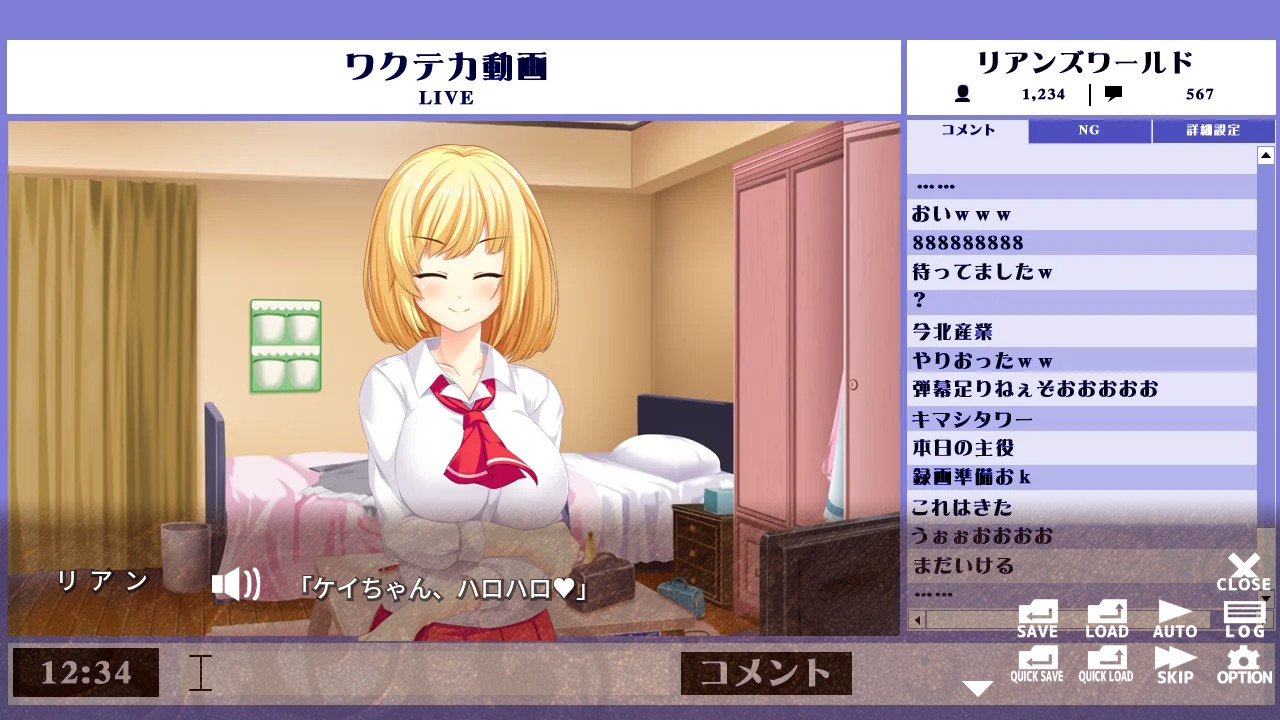 ワクテカ動画
LIVE
リアンズワールド
1,234
567
コメント
NG
詳細設定
……
おいｗｗｗ
888888888
待ってましたｗ
？
今北産業
やりおったｗｗ
弾幕足りねぇぞおおおおお
キマシタワー
本日の主役
録画準備おｋ
これはきた
うぉぉおおおお
まだいける
……
リアン
「ケイちゃん、ハロハロ♥」
CLOSE
SAVE
LOAD
AUTO
LOG
QUICK SAVE
QUICK LOAD
SKIP
OPTION
12:34
コメント